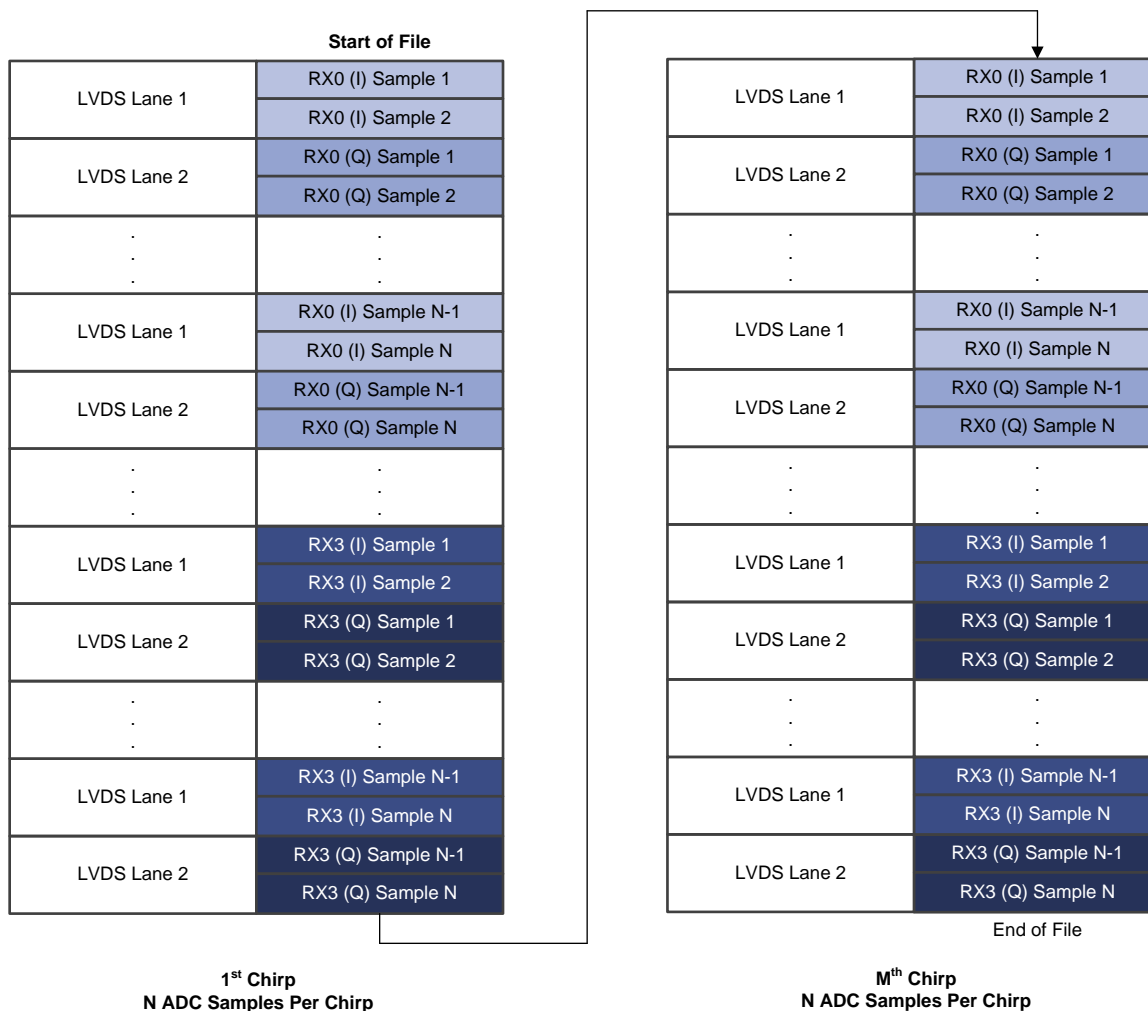 Start of File
LVDS Lane 1
RX0 (I) Sample 1
RX0 (I) Sample 2
LVDS Lane 2
RX0 (Q) Sample 1
RX0 (Q) Sample 2
.
.
.
.
.
.
LVDS Lane 1
RX0 (I) Sample N-1
RX0 (I) Sample N
LVDS Lane 2
RX0 (Q) Sample N-1
RX0 (Q) Sample N
.
.
.
.
.
.
LVDS Lane 1
RX3 (I) Sample 1
RX3 (I) Sample 2
LVDS Lane 2
RX3 (Q) Sample 1
RX3 (Q) Sample 2
.
.
.
.
.
.
LVDS Lane 1
RX3 (I) Sample N-1
RX3 (I) Sample N
LVDS Lane 2
RX3 (Q) Sample N-1
RX3 (Q) Sample N
1st Chirp
N ADC Samples Per Chirp
LVDS Lane 1
RX0 (I) Sample 1
RX0 (I) Sample 2
LVDS Lane 2
RX0 (Q) Sample 1
RX0 (Q) Sample 2
.
.
.
.
.
.
LVDS Lane 1
RX0 (I) Sample N-1
RX0 (I) Sample N
LVDS Lane 2
RX0 (Q) Sample N-1
RX0 (Q) Sample N
.
.
.
.
.
.
LVDS Lane 1
RX3 (I) Sample 1
RX3 (I) Sample 2
LVDS Lane 2
RX3 (Q) Sample 1
RX3 (Q) Sample 2
.
.
.
.
.
.
LVDS Lane 1
RX3 (I) Sample N-1
RX3 (I) Sample N
LVDS Lane 2
RX3 (Q) Sample N-1
RX3 (Q) Sample N
End of File
Mth Chirp
N ADC Samples Per Chirp